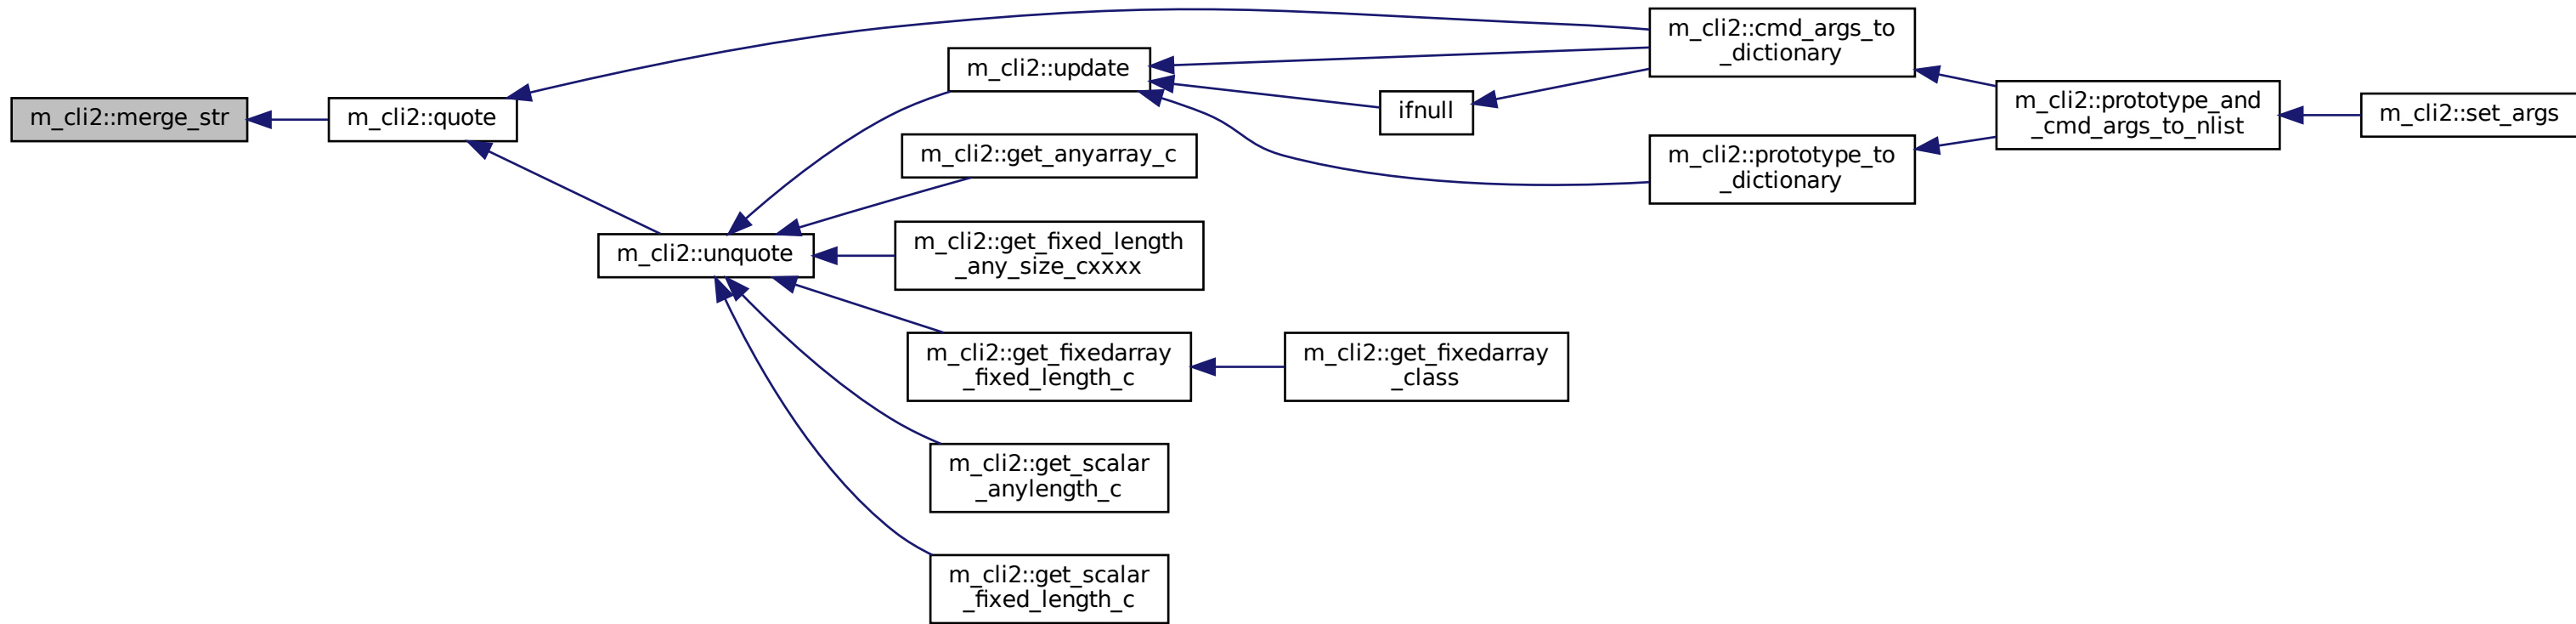 m_cli2::merge_str
m_cli2::quote
m_cli2::unquote
m_cli2::update
m_cli2::get_anyarray_c
m_cli2::get_fixed_length
_any_size_cxxxx
m_cli2::get_fixedarray
_fixed_length_c
m_cli2::get_scalar
_anylength_c
m_cli2::get_scalar
_fixed_length_c
ifnull
m_cli2::get_fixedarray
_class
m_cli2::cmd_args_to
_dictionary
m_cli2::prototype_to
_dictionary
m_cli2::prototype_and
_cmd_args_to_nlist
m_cli2::set_args